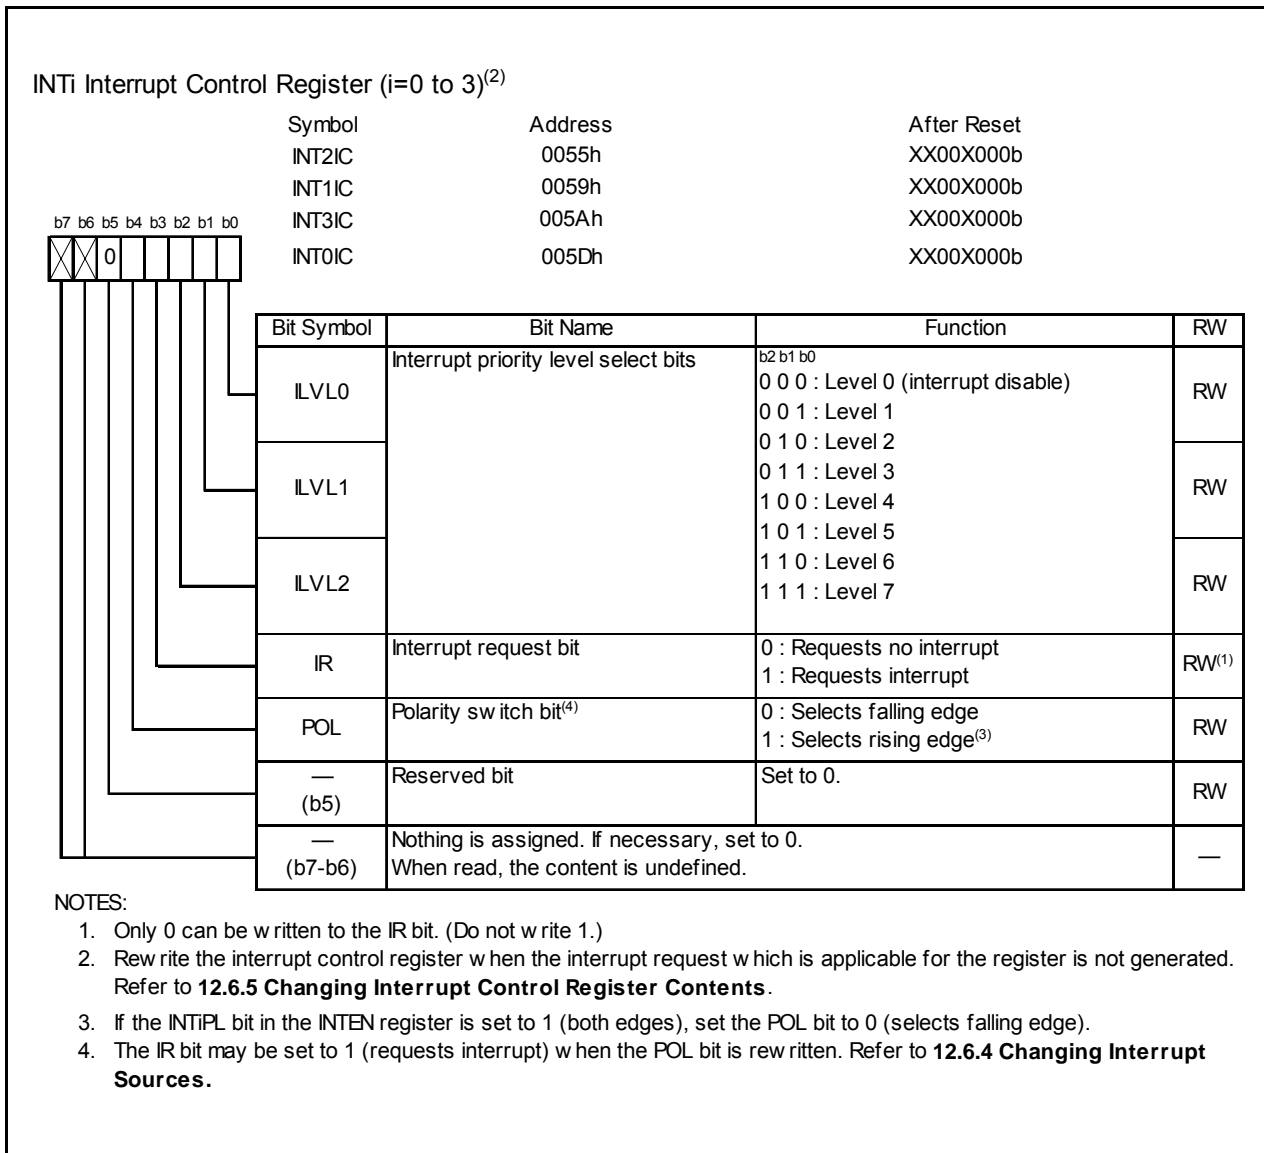 INTi Interrupt Control Register (i=0 to 3)(2)
Symbol Address After Reset
INT2IC 0055h XX00X000b
INT1IC 0059h XX00X000b
INT3IC 005Ah XX00X000b
b7 b6 b5 b4 b3 b2 b1 b0
0 INT0IC 005Dh XX00X000b
Bit Symbol Bit Name Function RW
ILVL0 Interrupt priority level select bits b2 b1 b0 RW
0 0 0 : Level 0 (interrupt disable)
0 0 1 : Level 1
0 1 0 : Level 2
ILVL1 0 1 1 : Level 3 RW
1 0 0 : Level 4
1 0 1 : Level 5
ILVL2 1 1 0 : Level 6 RW
1 1 1 : Level 7
IR Interrupt request bit 0 : Requests no interrupt RW(1)
1 : Requests interrupt
POL Polarity switch bit(4) 0 : Selects falling edge RW
1 : Selects rising edge(3)
— Reserved bit Set to 0. RW
(b5)
— Nothing is assigned. If necessary, set to 0. —
(b7-b6) When read, the content is undefined.
NOTES:
1. Only 0 can be written to the IR bit. (Do not write 1.)
2. Rewrite the interrupt control register when the interrupt request which is applicable for the register is not generated.
Refer to 12.6.5 Changing Interrupt Control Register Contents.
3. If the INTiPL bit in the INTEN register is set to 1 (both edges), set the POL bit to 0 (selects falling edge).
4. The IR bit may be set to 1 (requests interrupt) when the POL bit is rewritten. Refer to 12.6.4 Changing Interrupt
Sources.